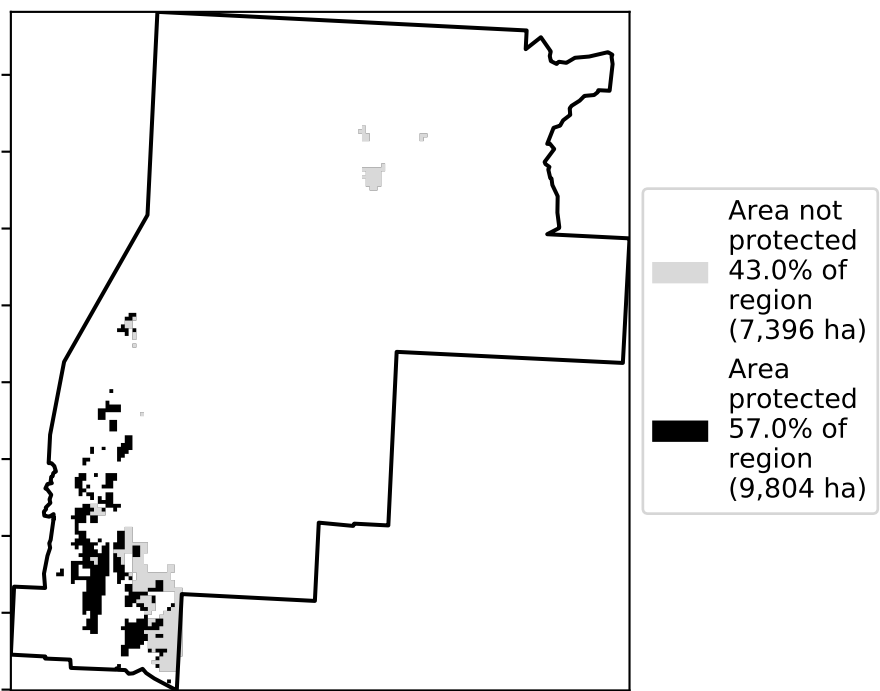 Area not
protected
43.0% of
region
(7,396 ha)
Area
protected
57.0% of
region
(9,804 ha)